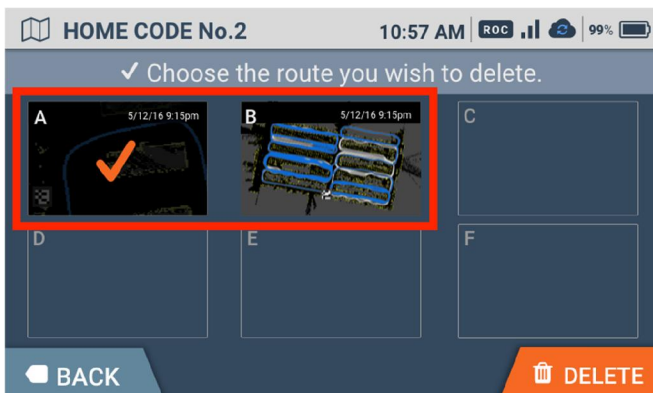 HOME CODE No.2 10:57 AM ROC 99%
✓ Choose the route you wish to delete.
A 5/12/16 9:15pm B 5/12/16 9:15pm C
D E F
BACK DELETE